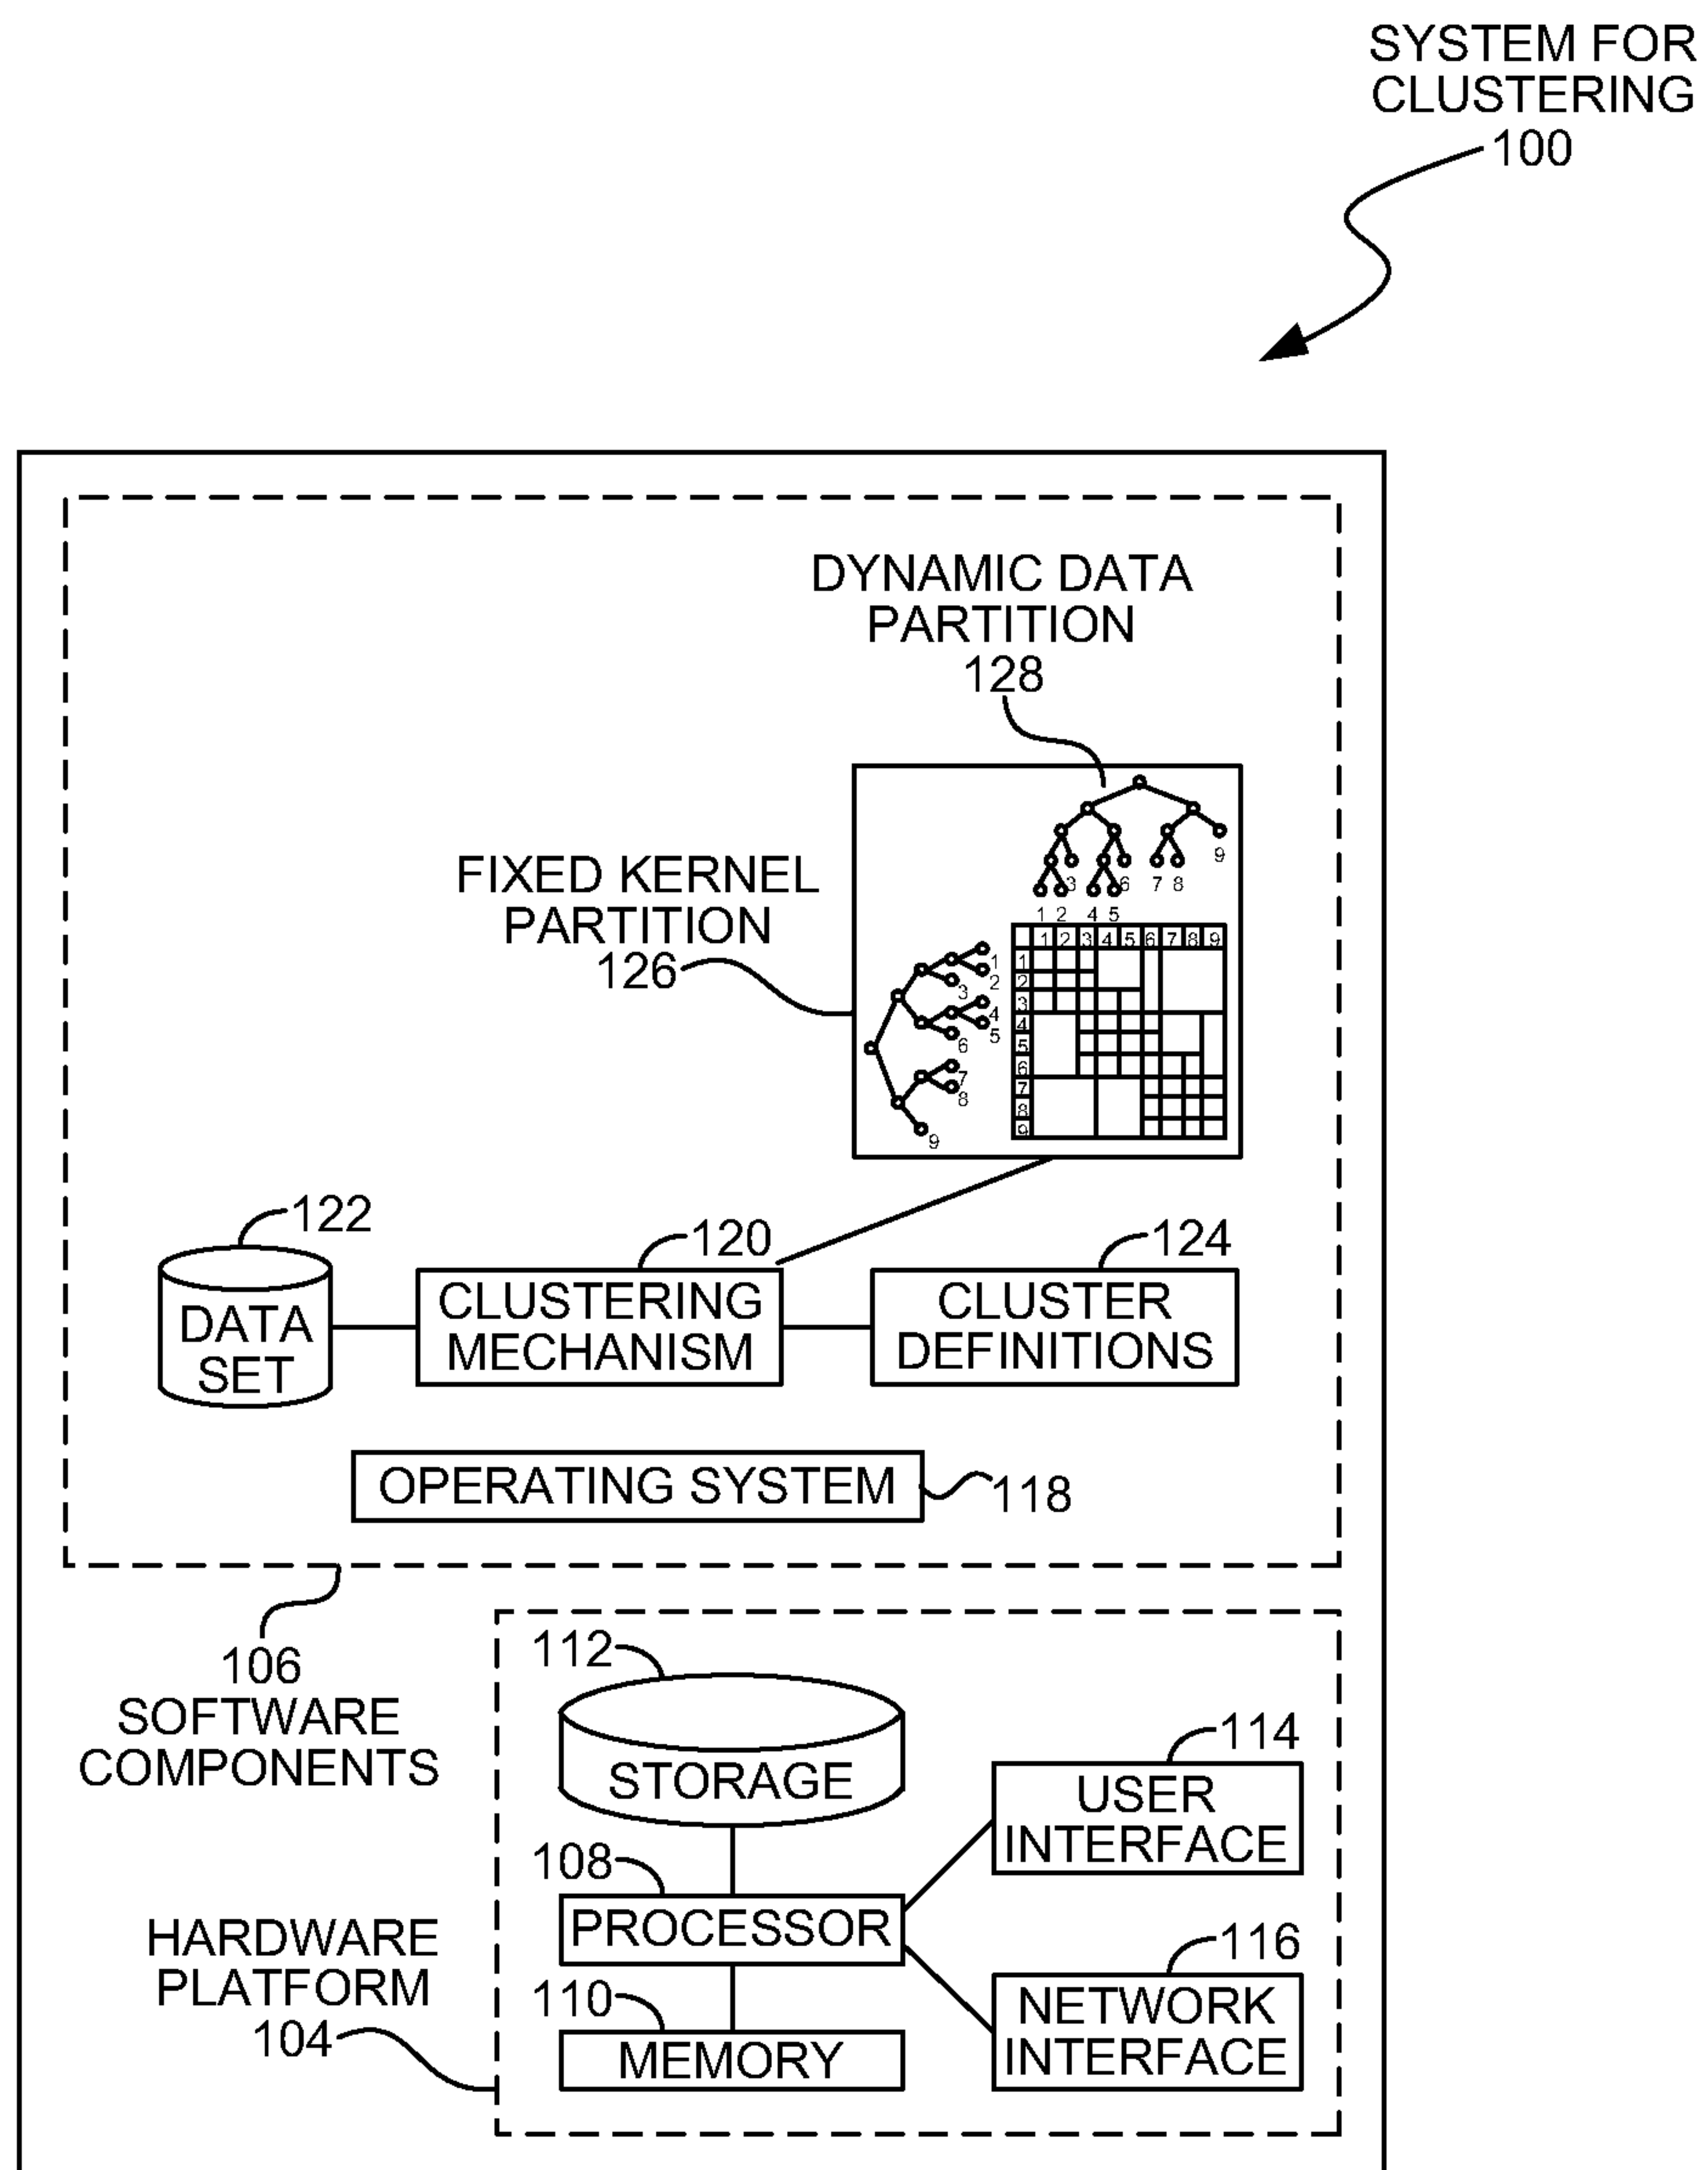 SYSTEM FOR
CLUSTERING
100
DYNAMIC DATA
PARTITION
128
FIXED KERNEL
PARTITION
126
9
3 6 7 8
1 2 4 5
1 2 3 4 5 6 7 8 9
1
2
3
4
5
6
7
8
9
1
2
3
4
5
6
7
8
9
122
120
124
DATA
SET
CLUSTERING
MECHANISM
CLUSTER
DEFINITIONS
OPERATING SYSTEM
118
106
SOFTWARE
COMPONENTS
112
STORAGE
114
USER
INTERFACE
108
PROCESSOR
HARDWARE
PLATFORM
104
116
NETWORK
INTERFACE
110
MEMORY